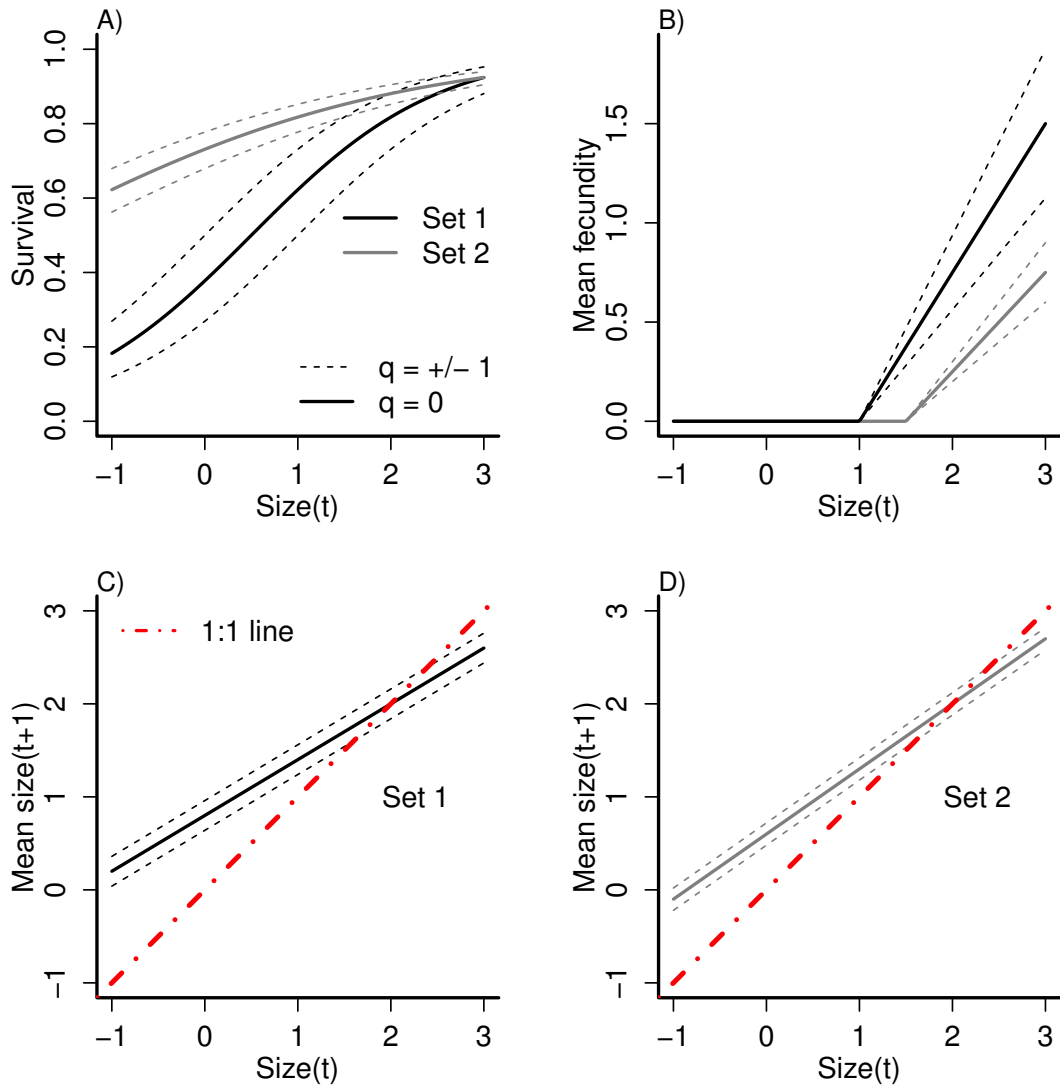 A)
Survival
1.0
0.8
0.6
0.4
0.2
0.0
Set 1
Set 2
q = +/− 1
q = 0
−1 0 1 2 3
Size(t)
B)
Mean fecundity
1.5
1.0
0.5
0.0
−1 0 1 2 3
Size(t)
C)
Mean size(t+1)
3
2
1
0
−1
1:1 line
Set 1
−1 0 1 2 3
Size(t)
D)
Mean size(t+1)
3
2
1
0
−1
Set 2
−1 0 1 2 3
Size(t)